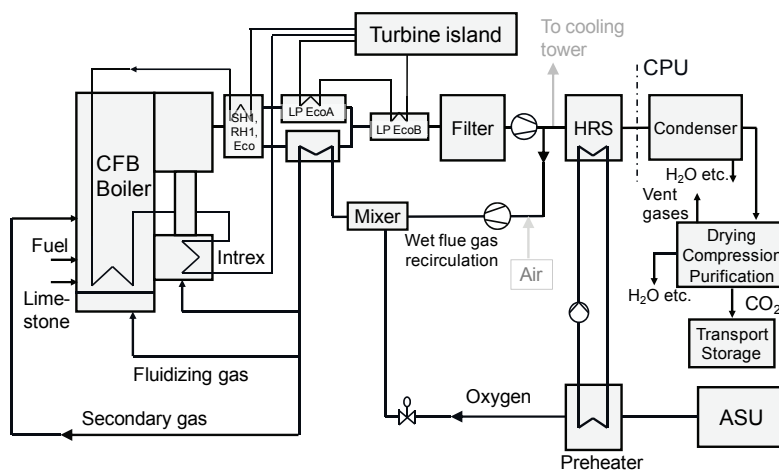 To cooling
tower
Turbine island
CPU
SH1,
RH1,
Eco
LP EcoA
LP EcoB
Filter
HRS
Condenser
CFB
Boiler
H₂O etc.
Vent
gases
Mixer
Wet flue gas
recirculation
Air
Drying
Compression
Purification
Fuel
Lime-
stone
Intrex
H₂O etc.
CO₂
Transport
Storage
Fluidizing gas
Secondary gas
Oxygen
ASU
Preheater